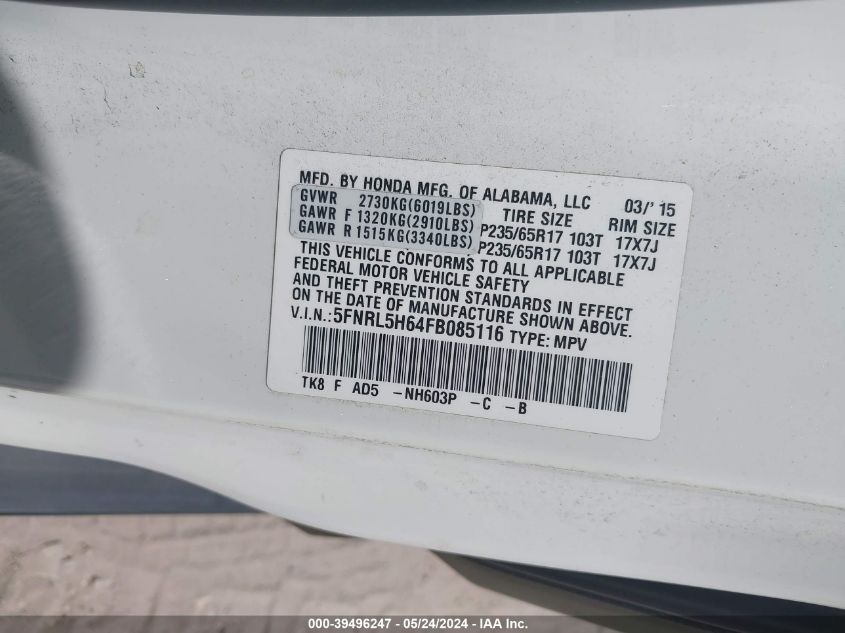 MFD. BY HONDA MFG. OF ALABAMA, LLC 03/'15
GVWR 2730KG(6019LBS) TIRE SIZE RIM SIZE
GAWR F 1320KG(2910LBS) P235/65R17 103T 17X7J
GAWR R 1515KG(3340LBS) P235/65R17 103T 17X7J
THIS VEHICLE CONFORMS TO ALL APPLICABLE
FEDERAL MOTOR VEHICLE SAFETY
AND THEFT PREVENTION STANDARDS IN EFFECT
ON THE DATE OF MANUFACTURE SHOWN ABOVE.
V.I.N.:5FNRL5H64FB085116 TYPE: MPV
TK8 F AD5 -NH603P -C -B
000-39496247 - 05/24/2024 - IAA Inc.